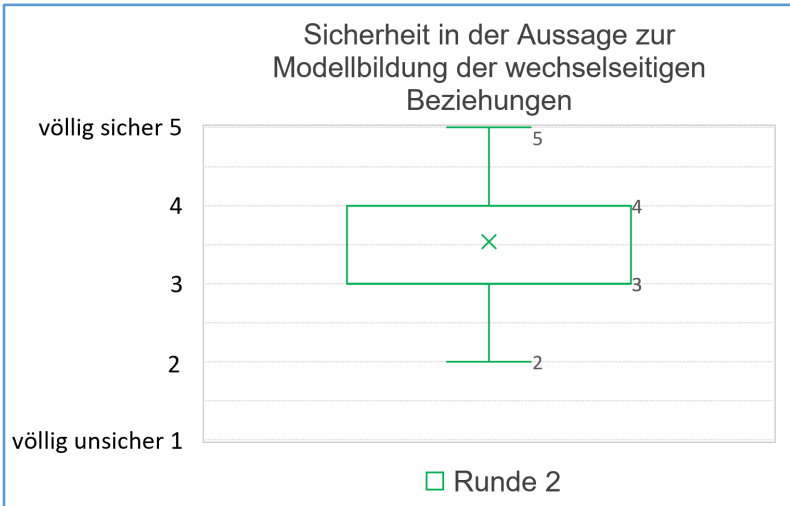 Sicherheit in der Aussage zur
Modellbildung der wechselseitigen
Beziehungen
völlig sicher 5
5
4
4
3
3
2
2
völlig unsicher 1
Runde 2